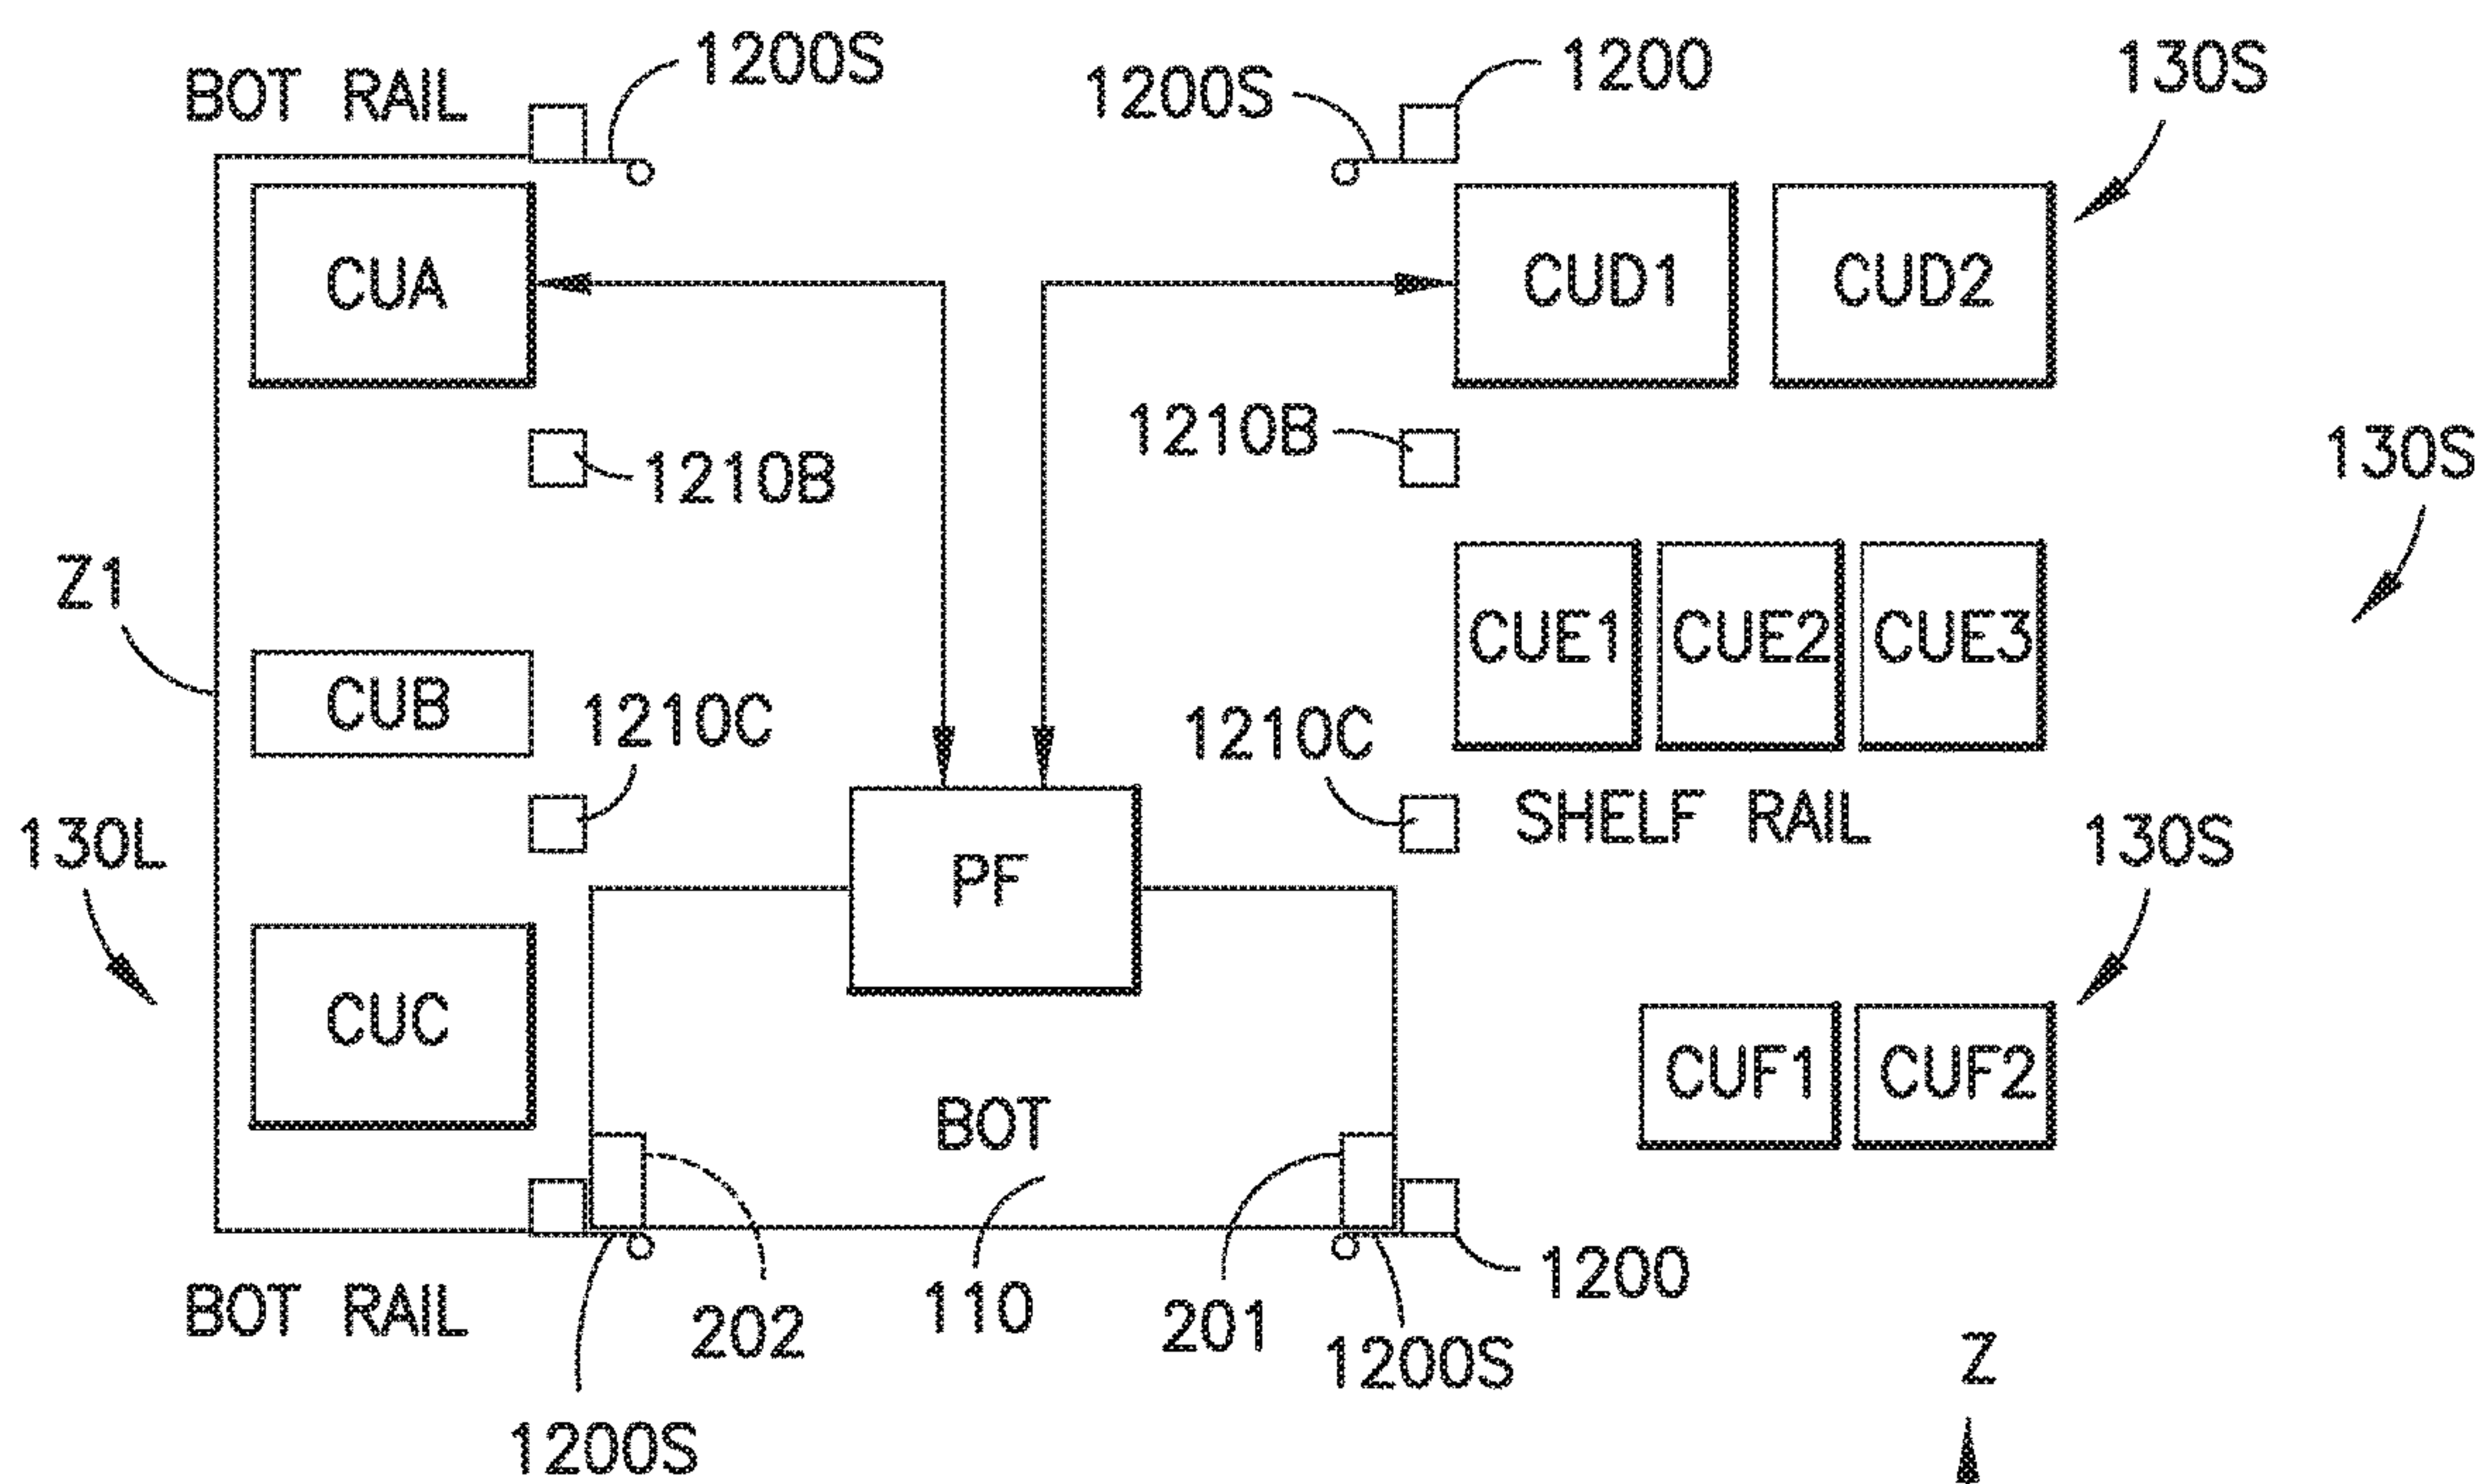 1200S
1200
130S
BOT RAIL
1200S
CUA
CUD1
CUD2
1210B
1210B
130S
Z1
CUE1
CUE2
CUE3
CUB
1210C
1210C
SHELF RAIL
130L
130S
PF
CUC
CUF1
CUF2
BOT
1200
BOT RAIL
202
110
201
1200S
Z
1200S